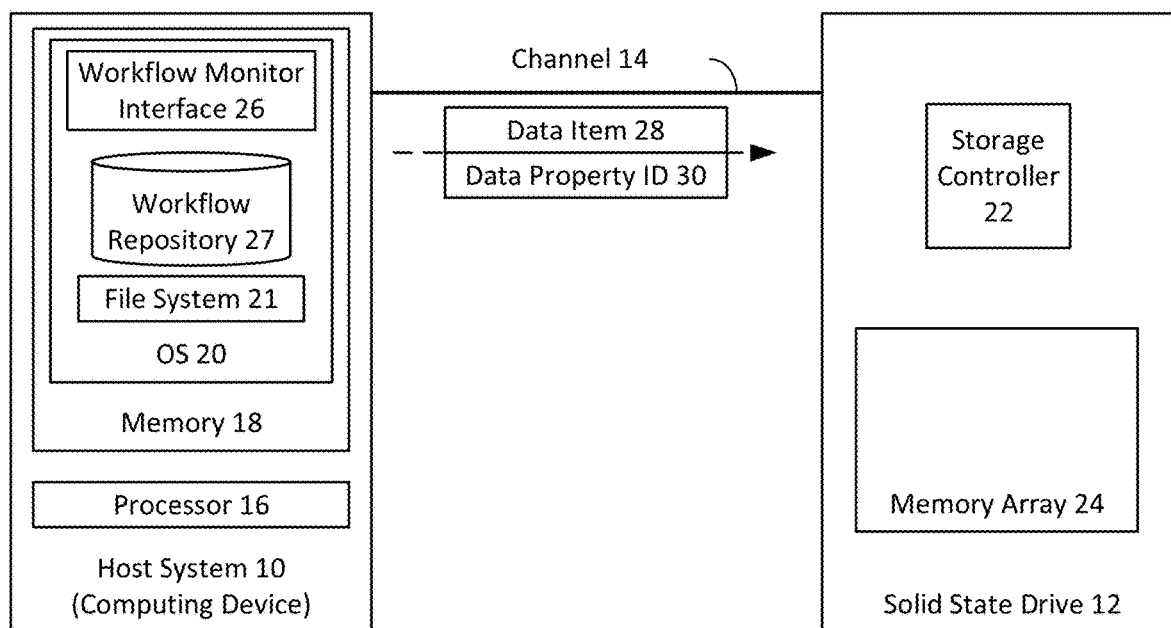 Workflow Monitor
Interface 26
Workflow
Repository 27
File System 21
OS 20
Memory 18
Processor 16
Host System 10
(Computing Device)
Channel 14
Data Item 28
Data Property ID 30
Storage
Controller
22
Memory Array 24
Solid State Drive 12